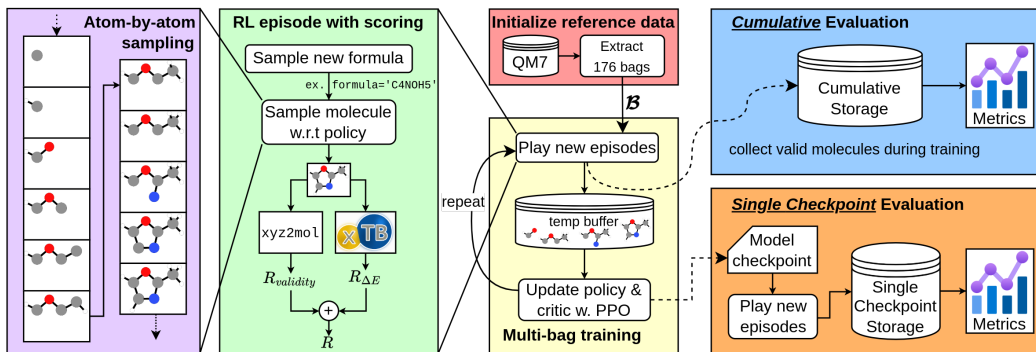 Atom-by-atom
sampling
RL episode with scoring
Sample new formula
ex. formula='C4NOH5'
Sample molecule
w.r.t policy
xyz2mol
x
TB
R_validity
R_ΔE
+
R
Initialize reference data
QM7
Extract
176 bags
B
Play new episodes
repeat
temp buffer
Update policy &
critic w. PPO
Multi-bag training
Cumulative Evaluation
Cumulative
Storage
Metrics
collect valid molecules during training
Single Checkpoint Evaluation
Model
checkpoint
Play new
episodes
Single
Checkpoint
Storage
Metrics